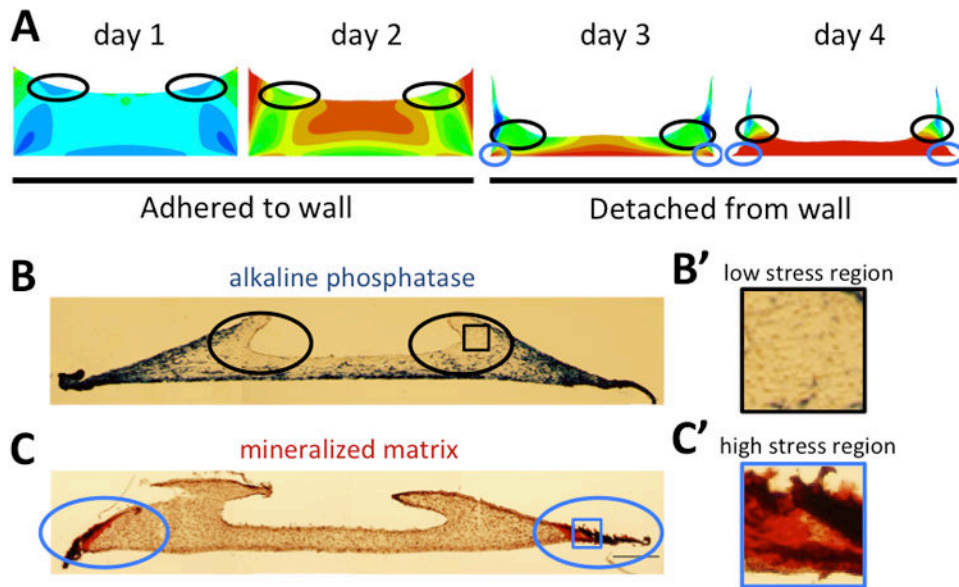 A
day 1
day 2
day 3
day 4
Adhered to wall
Detached from wall
B
alkaline phosphatase
B'
low stress region
C
mineralized matrix
C'
high stress region